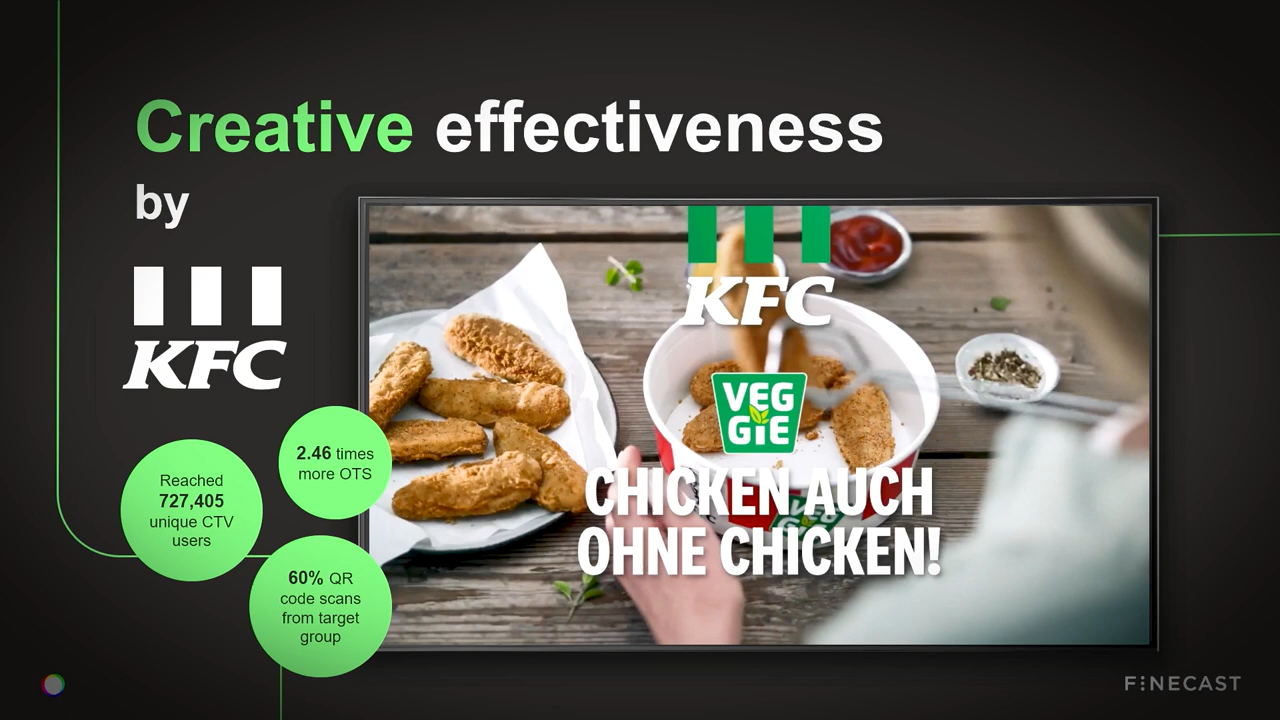 Creative effectiveness
by
KFC
Reached
727,405
unique CTV
users
2.46 times
more OTS
60% QR
code scans
from target
group
KFC
VEG
GIE
CHICKEN AUCH
OHNE CHICKEN!
FINECAST